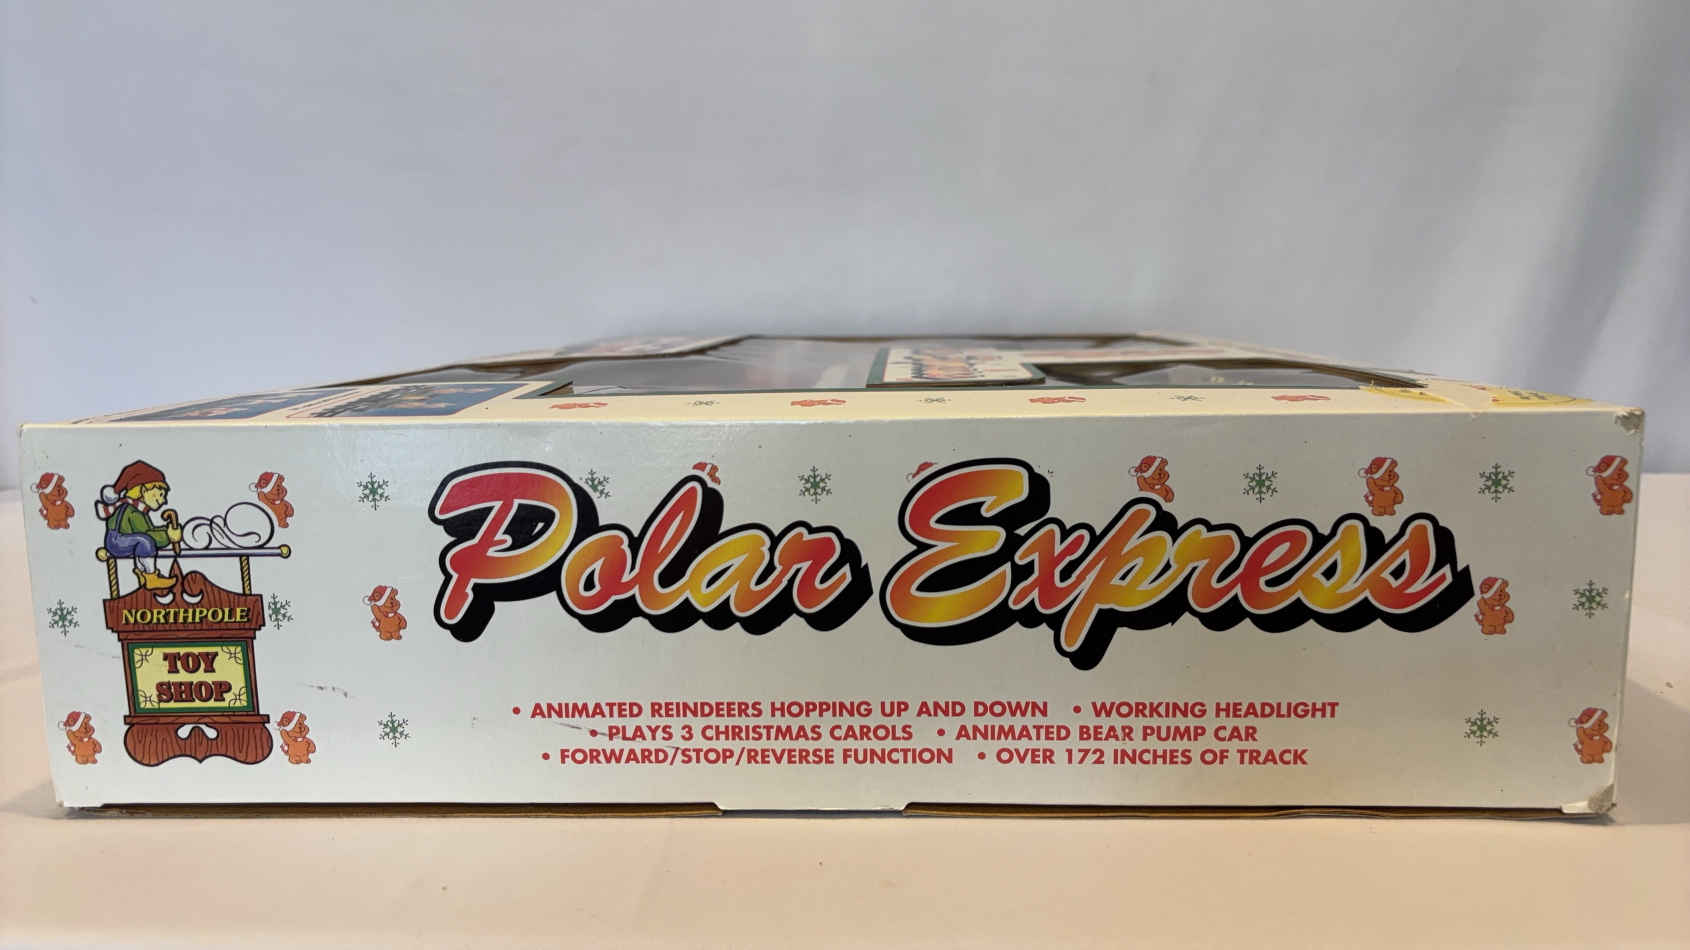 Polar Express
NORTHPOLE
TOY
SHOP
• ANIMATED REINDEERS HOPPING UP AND DOWN • WORKING HEADLIGHT
• PLAYS 3 CHRISTMAS CAROLS • ANIMATED BEAR PUMP CAR
• FORWARD/STOP/REVERSE FUNCTION • OVER 172 INCHES OF TRACK